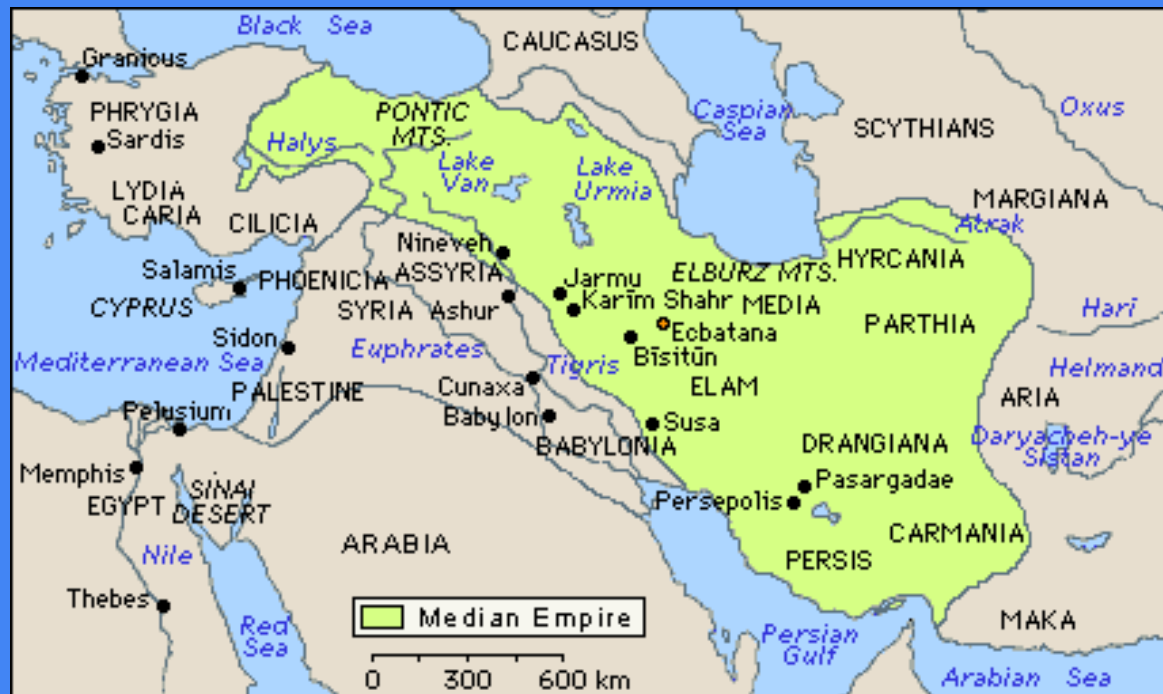 Black Sea
CAUCASUS
Granicus
PHRYGIA
Sardis
PONTIC
MTS.
Halys
Caspian
Sea
Oxus
SCYTHIANS
Lake
Van
Lake
Urmia
LYDIA
CARIA
CILICIA
MARGIANA
Atrak
Nineveh
ASSYRIA
ELBURZ MTS.
HYRCANIA
Salamis
PHOENICIA
CYPRUS
SYRIA
Ashur
Jarmu
Karīm Shahr
MEDIA
Ecbatana
PARTHIA
Hari
Sidon
Euphrates
Bīsitūn
Mediterranean Sea
Tigris
Helmand
PALESTINE
Cunaxa
ELAM
ARIA
Pelusium
Babylon
BABYLONIA
Susa
DRANGIANA
Daryacheh-ye
Sistan
Memphis
EGYPT
SINAI
DESERT
Pasargadae
Persepolis
CARMANIA
Nile
ARABIA
PERSIS
Thebes
Median Empire
MAKA
Red
Sea
Persian
Gulf
0 300 600 km
Arabian Sea